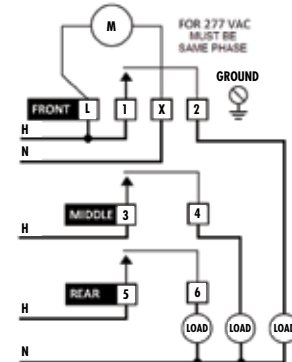 M
FOR 277 VAC
MUST BE
SAME PHASE
GROUND
FRONT L 1 X 2
H
N
MIDDLE 3 4
H
REAR 5 6
H
LOAD LOAD LOAD
N